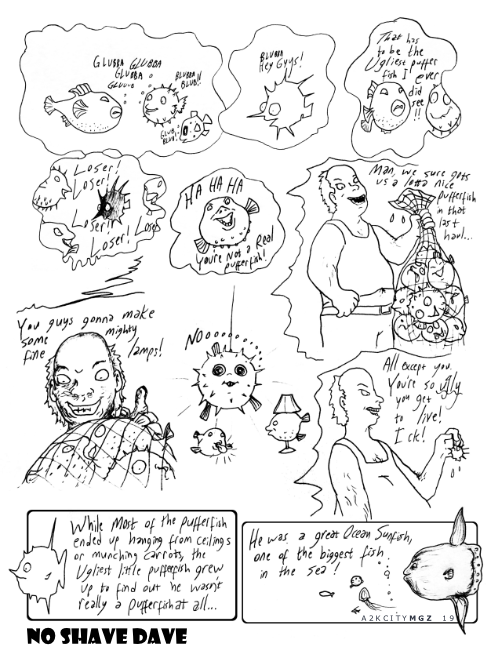 GLUBBA GLUBBA
GLUBBA
GLUB
BLUBBA
BLUB
GLUB
BLUB
BLUBBA
HEY GUYS!
That has
to be the
Ugliest puffer
fish I ever
did
see
!!
Loser!
Loser!
Loser!
Loser! Loser
HA HA HA
You're Not a Real
pufferfish!
Man, we sure gots
us a lotta nice
pufferfish
in that
last
haul...
You guys gonna make
some mighty
fine lamps!
NOoooooooo
All except you.
You're so ugly
you get
to live!
Ick!
While Most of the pufferfish
ended up hanging from ceilings
or munching carrots, the
Ugliest little pufferfish grew
up to find out he wasn't
really a pufferfish at all...
He was a great Ocean Sunfish,
one of the biggest fish
in the sea!
A2KCITYMGZ 19
NO SHAVE DAVE